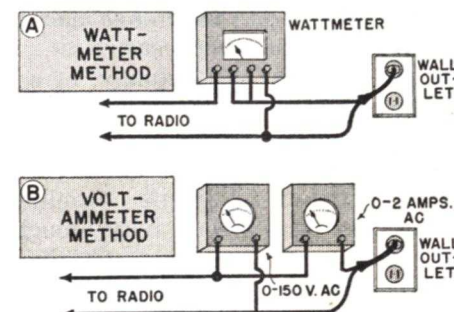 A
WATT-
METER
METHOD
WATTMETER
WALL
OUT-
LET
TO RADIO
B
VOLT-
AMMETER
METHOD
0-2 AMPS.
AC
WALL
OUT-
LET
0-150 V. AC
TO RADIO